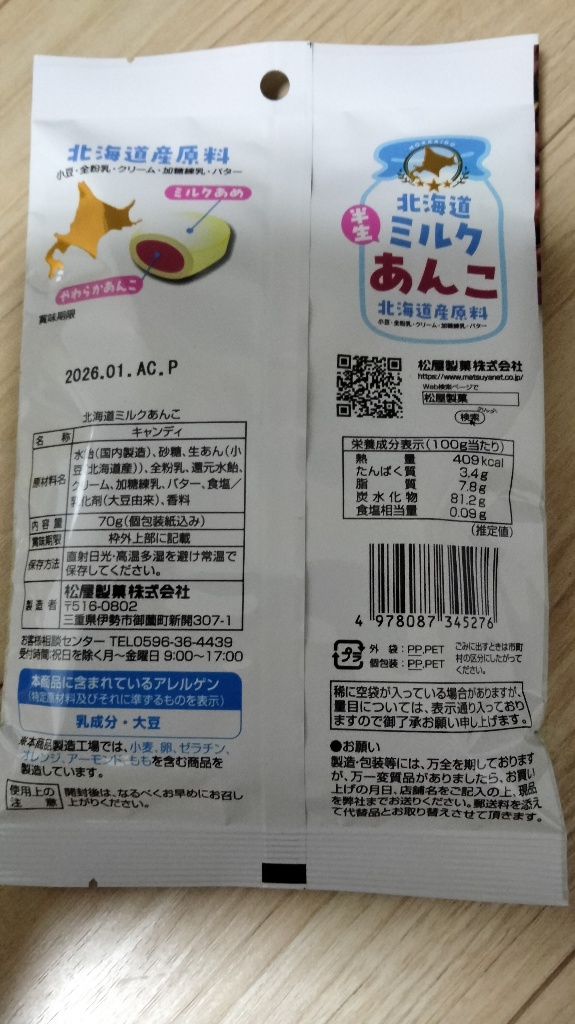 北海道産原料
小豆・全粉乳・クリーム・加糖練乳・バター
ミルクあめ
やわらかあんこ
賞味期限
2026.01.AC.P
北海道ミルクあんこ
名 称 キャンディ
原材料名 水飴(国内製造)、砂糖、生あん(小
豆(北海道産))、全粉乳、還元水飴、
クリーム、加糖練乳、バター、食塩/
乳化剤(大豆由来)、香料
内容量 70g(個包装紙込み)
賞味期限 枠外上部に記載
保存方法 直射日光・高温多湿を避け常温で
保存してください。
製造者 松屋製菓株式会社
〒516-0802
三重県伊勢市御薗町新開307-1
お客様相談センター TEL0596-36-4439
受付時間:祝日を除く月~金曜日 9:00~17:00
本商品に含まれているアレルゲン
(特定原材料及びそれに準ずるものを表示)
乳成分・大豆
※本商品製造工場では、小麦、卵、ゼラチン、
オレンジ、アーモンド、ももを含む商品を
製造しています。
使用上の注意 開封後は、なるべくお早めにお召し
上がりください。
HOKKAIDO
北海道
半生
ミルク
あんこ
北海道産原料
小豆・全粉乳・クリーム・加糖練乳・バター
松屋製菓株式会社
https://www.matsuyanet.co.jp/
Web検索ページで
松屋製菓
クリック
検索
栄養成分表示(100g当たり)
熱 量 409kcal
たんぱく質 3.4g
脂 質 7.8g
炭水化物 81.2g
食塩相当量 0.09g
(推定値)
4 978087 345276
プラ
外 袋:PP,PET
個包装:PP,PET
ごみに出すときは市町
村の区分にしたがって
ください。
稀に空袋が入っている場合がありますが、
量目については、表示通り入っており
ますので御了承お願い申し上げます。
●お願い
製造・包装等には、万全を期しております
が、万一変質品がありましたら、お買い
上げの月日、店舗名をご記入の上、現品
を弊社までお送りください。郵送料を添え
て代替品とお取り替えさせて頂きます。